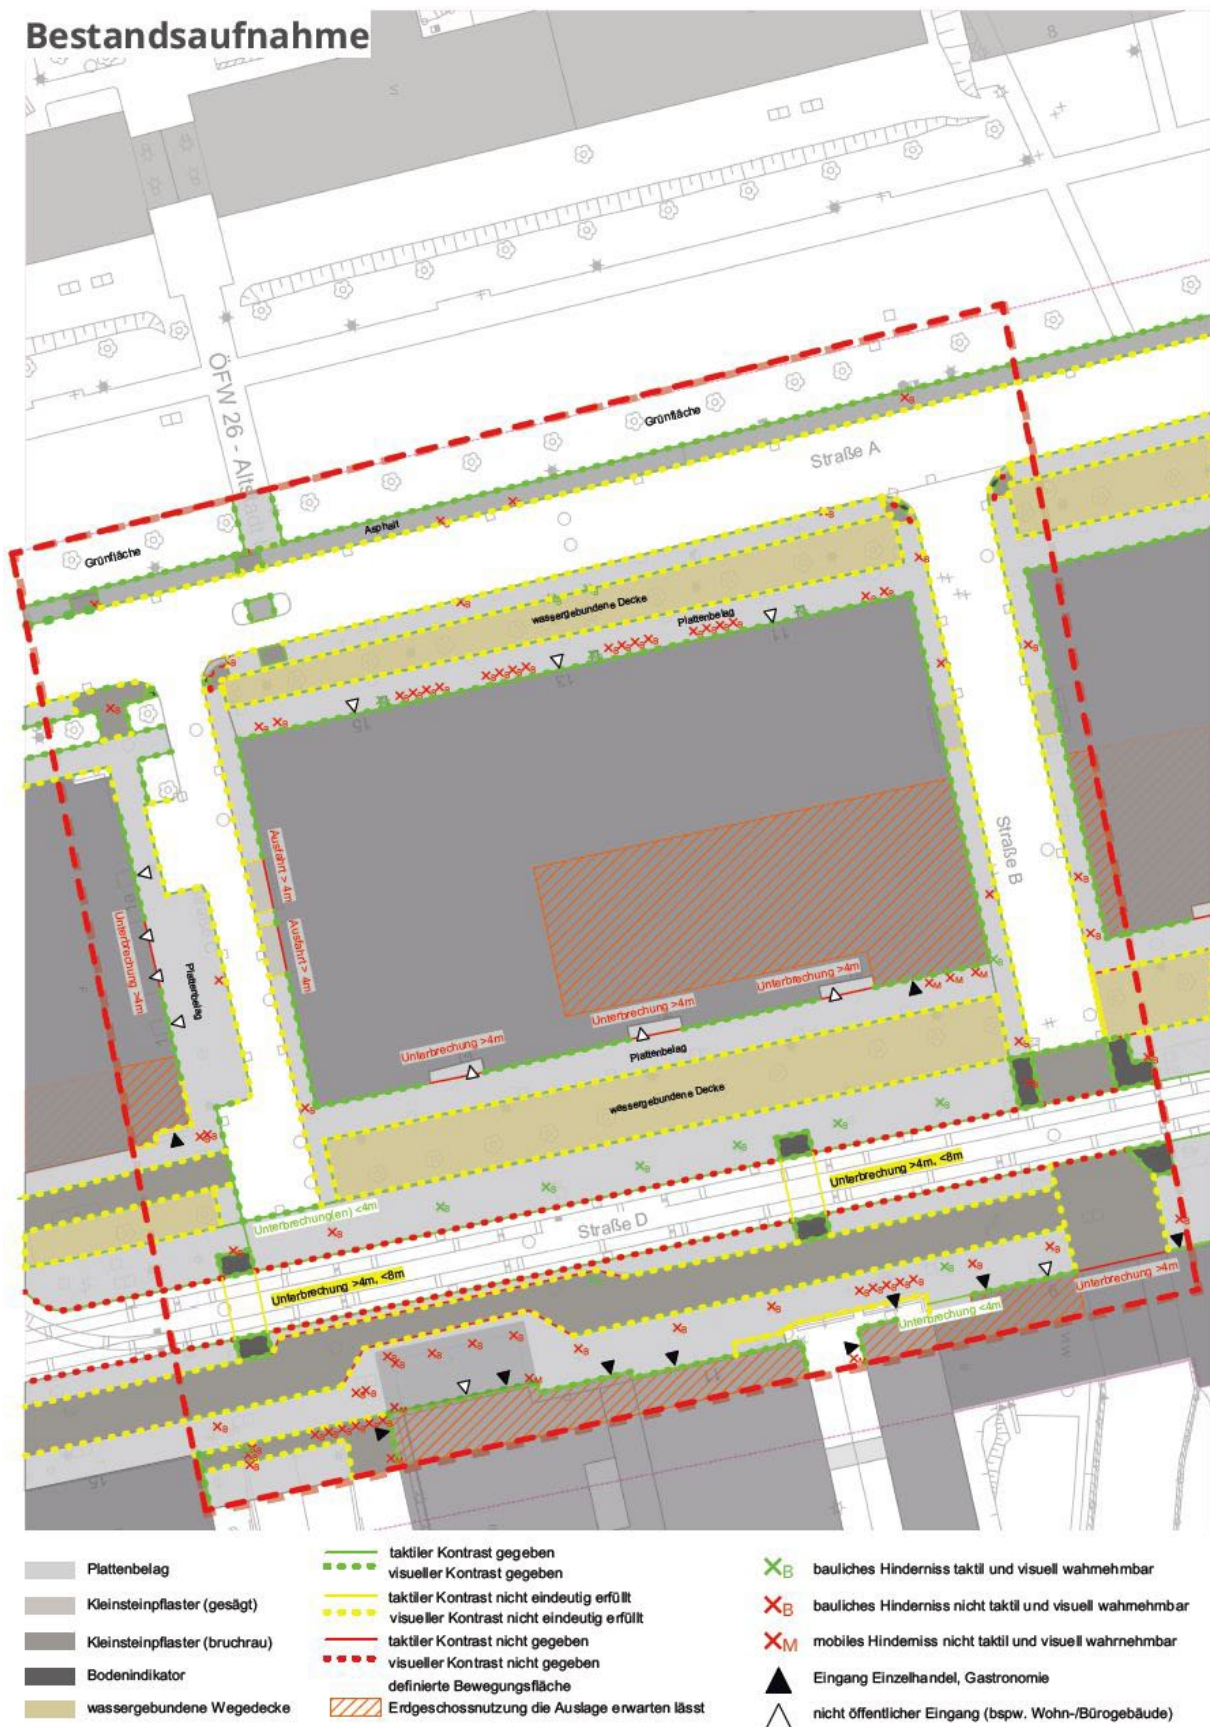 Bestandsaufnahme
8
ÖFW 26 - Altstadt
Grünfläche
Straße A
Asphalt
Grünfläche
wassergebundene Decke
Plattenbelag
11
13
15
Ausfahrt > 4m
Ausfahrt > 4m
Straße B
Unterbrechung >4m
Plattenbelag
Unterbrechung >4m
Unterbrechung >4m
Unterbrechung >4m
Plattenbelag
wassergebundene Decke
Unterbrechung(en) <4m
Unterbrechung >4m, <8m
Straße D
Unterbrechung >4m, <8m
Unterbrechung >4m
Unterbrechung <4m
15
Plattenbelag
Kleinsteinpflaster (gesägt)
Kleinsteinpflaster (bruchrau)
Bodenindikator
wassergebundene Wegedecke
taktiler Kontrast gegeben
visueller Kontrast gegeben
taktiler Kontrast nicht eindeutig erfüllt
visueller Kontrast nicht eindeutig erfüllt
taktiler Kontrast nicht gegeben
visueller Kontrast nicht gegeben
definierte Bewegungsfläche
Erdgeschossnutzung die Auslage erwarten lässt
B bauliches Hinderniss taktil und visuell wahrnehmbar
B bauliches Hinderniss nicht taktil und visuell wahrnehmbar
M mobiles Hinderniss nicht taktil und visuell wahrnehmbar
Eingang Einzelhandel, Gastronomie
nicht öffentlicher Eingang (bspw. Wohn-/Bürogebäude)